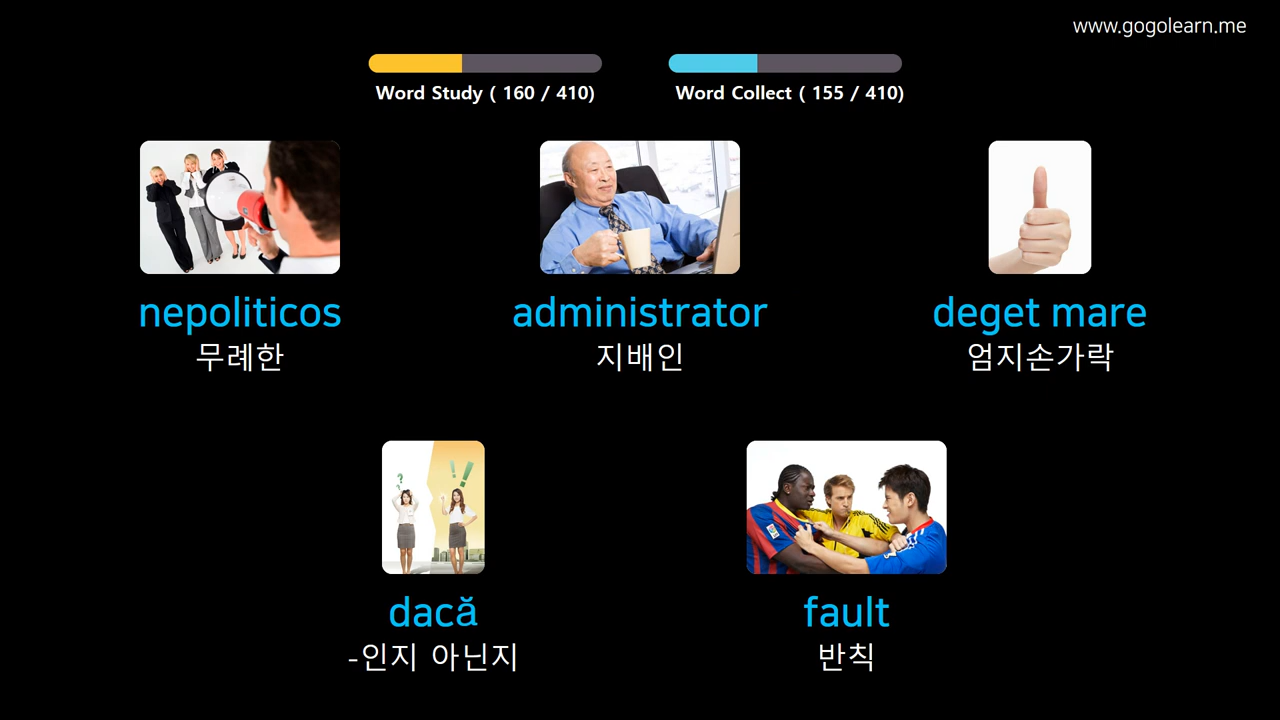 www.gogolearn.me
Word Study ( 160 / 410)
Word Collect ( 155 / 410)
nepoliticos
무례한
administrator
지배인
deget mare
엄지손가락
dacă
-인지 아닌지
fault
반칙